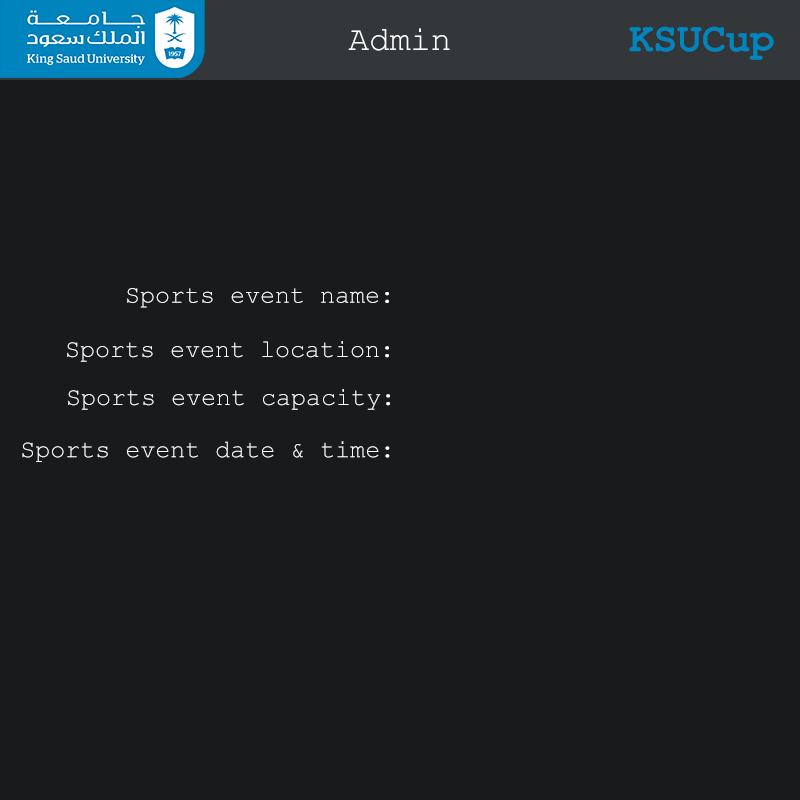 جامعة
الملك سعود
King Saud University
1957
Admin
KSUCup
Sports event name:
Sports event location:
Sports event capacity:
Sports event date & time: